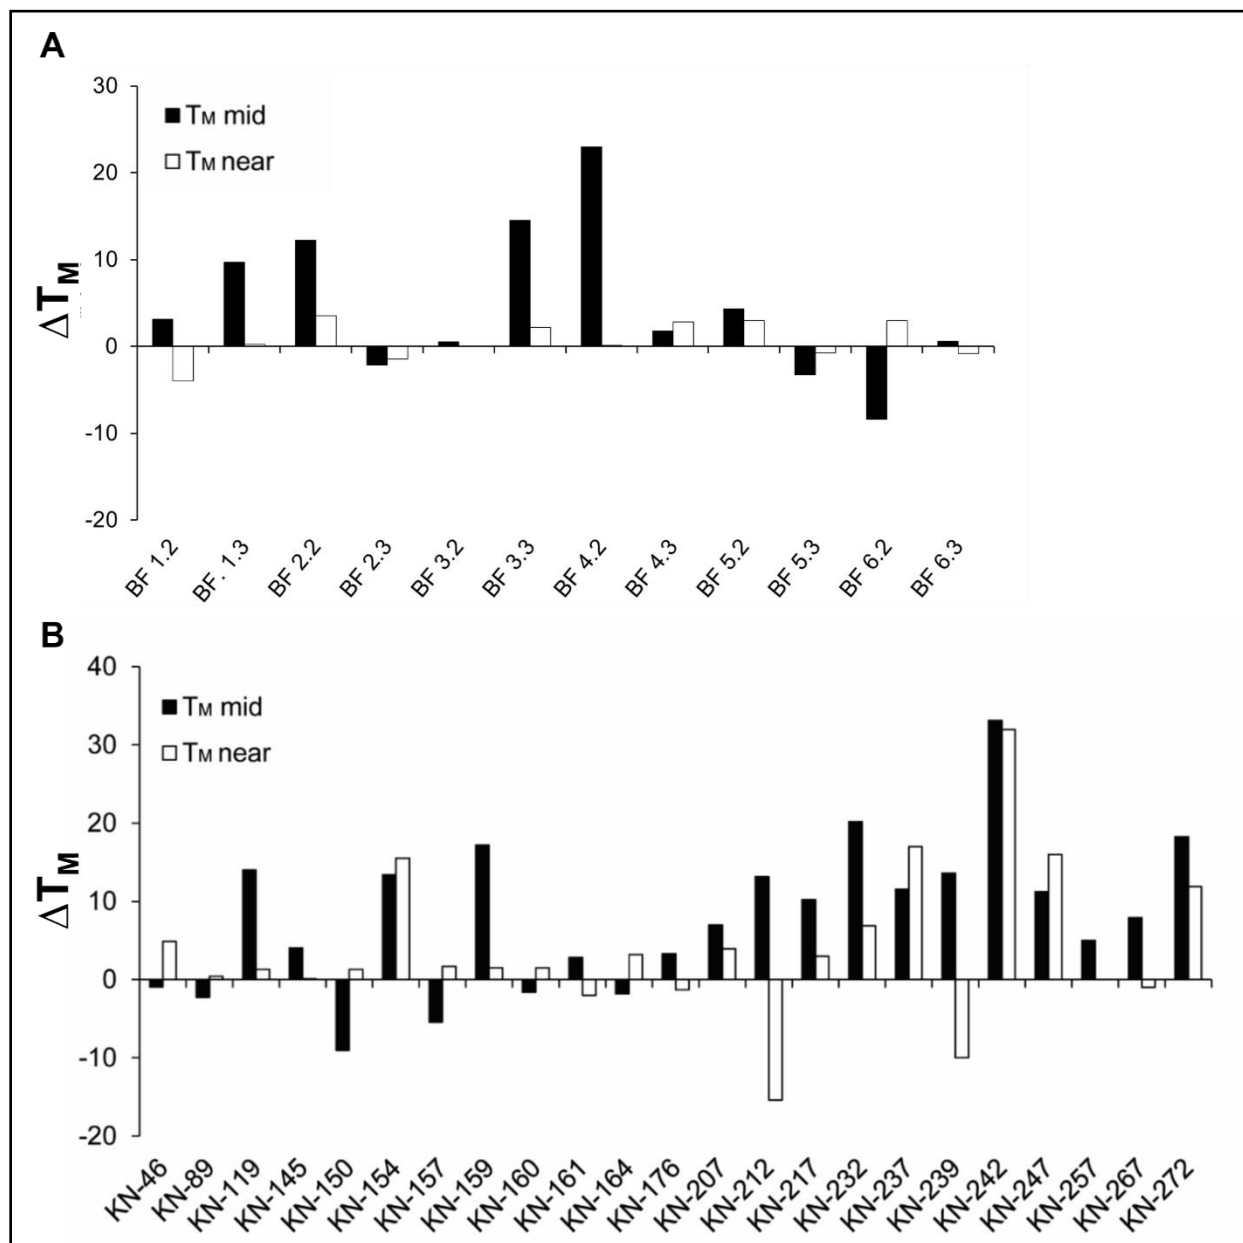 A
30
20
10
0
-10
-20
ΔTM
TM mid
TM near
BF 1.2
BF. 1.3
BF 2.2
BF 2.3
BF 3.2
BF 3.3
BF 4.2
BF 4.3
BF 5.2
BF 5.3
BF 6.2
BF 6.3
B
40
30
20
10
0
-10
-20
ΔTM
TM mid
TM near
KN-46
KN-89
KN-119
KN-145
KN-150
KN-154
KN-157
KN-159
KN-160
KN-161
KN-164
KN-176
KN-207
KN-212
KN-217
KN-232
KN-237
KN-239
KN-242
KN-247
KN-257
KN-267
KN-272